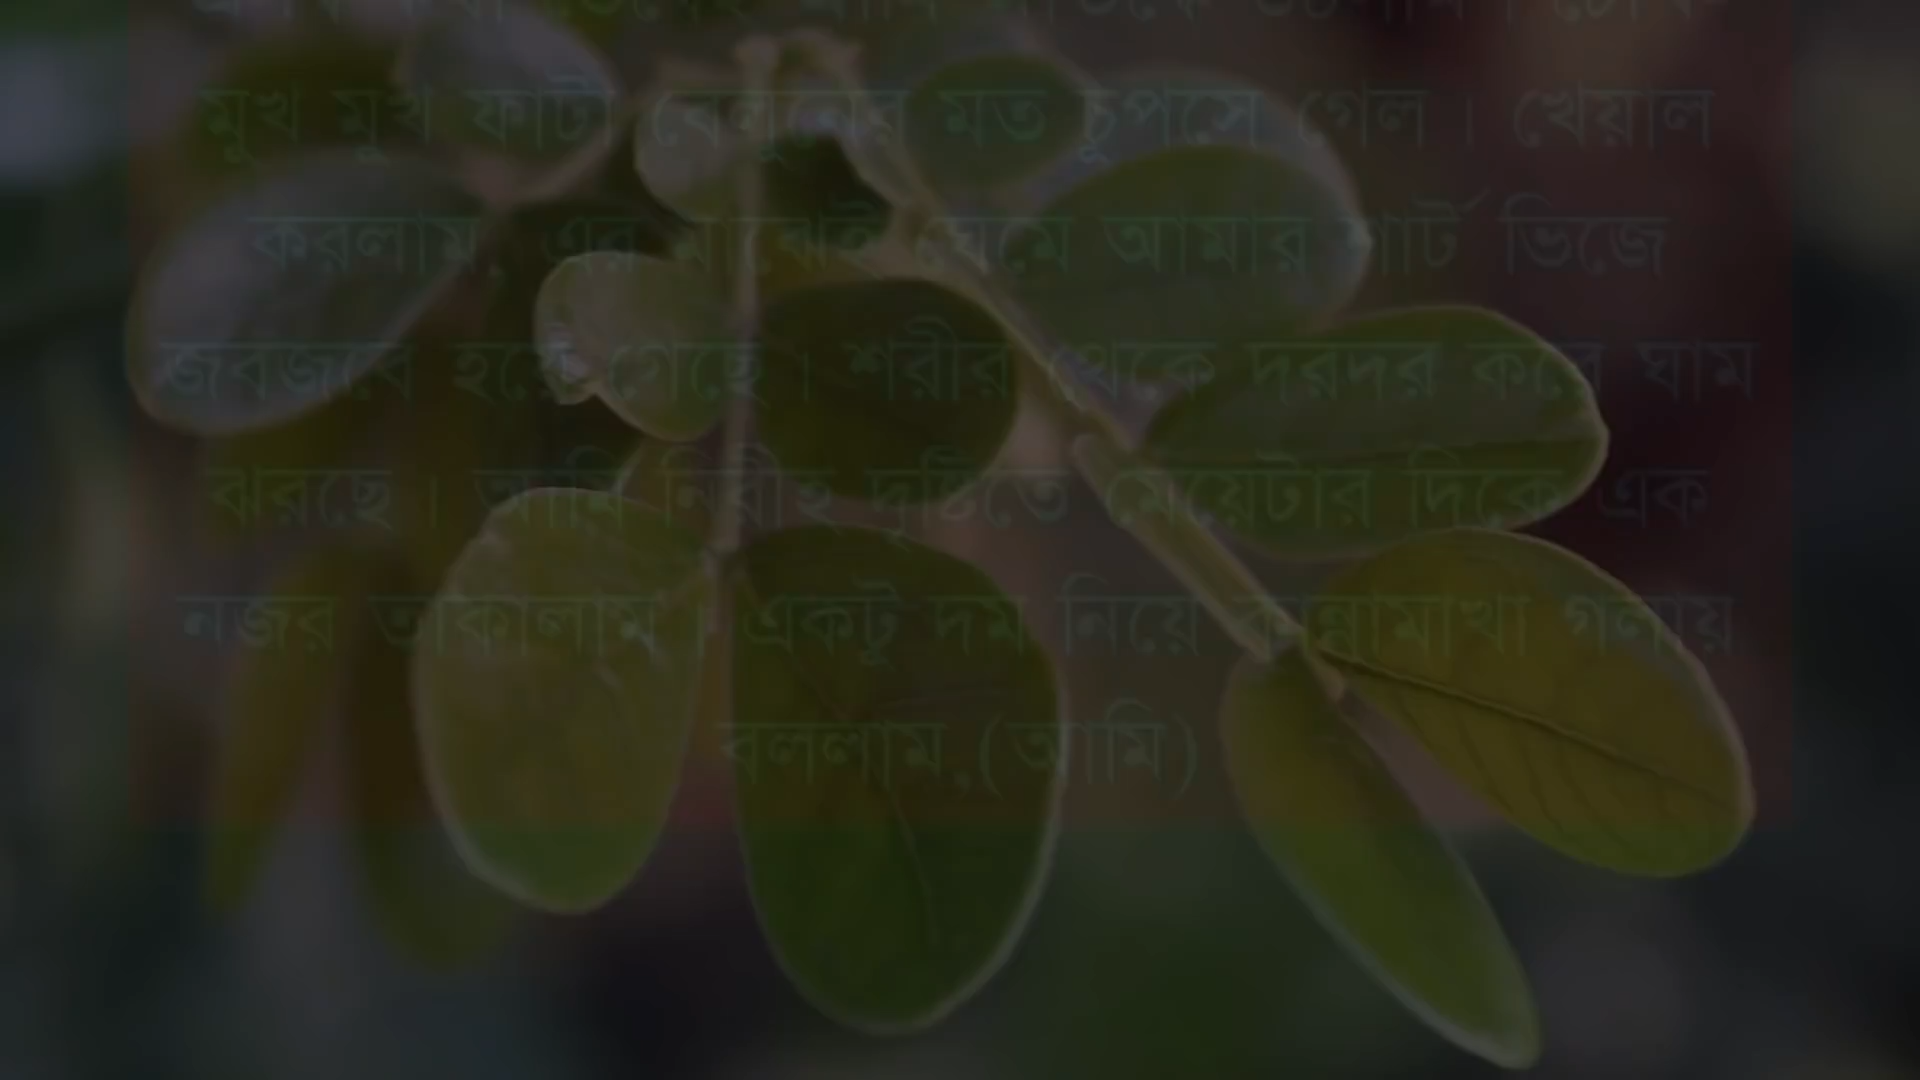 মুখ মুখ ফাটা বেলুনের মত চুপসে গেল। খেয়াল
করলাম, এর মাঝেই ঘেমে আমার শার্ট ভিজে
জবজবে হয়ে গেছে। শরীর থেকে দরদর করে ঘাম
ঝরছে। আমি নিরীহ দৃষ্টিতে মেয়েটার দিকে এক
নজর তাকালাম। একটু দম নিয়ে কান্নামাখা গলায়
বললাম,(আমি)